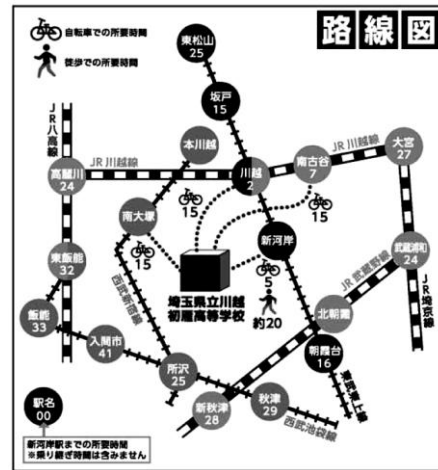 路線図
自転車での所要時間
徒歩での所要時間
東松山
25
坂戸
15
本川越
JR八高線
JR川越線
高麗川
24
川越
2
JR川越線
南古谷
7
大宮
27
15
南大塚
15
15
新河岸
5
約20
埼玉県立川越
初雁高等学校
東飯能
32
西武新宿線
JR武蔵野線
武蔵浦和
24
JR埼京線
飯能
33
入間市
41
所沢
25
北朝霞
朝霞台
16
東武東上線
秋津
29
新秋津
28
西武池袋線
駅名
00
新河岸駅までの所要時間
※乗り継ぎ時間は含みません